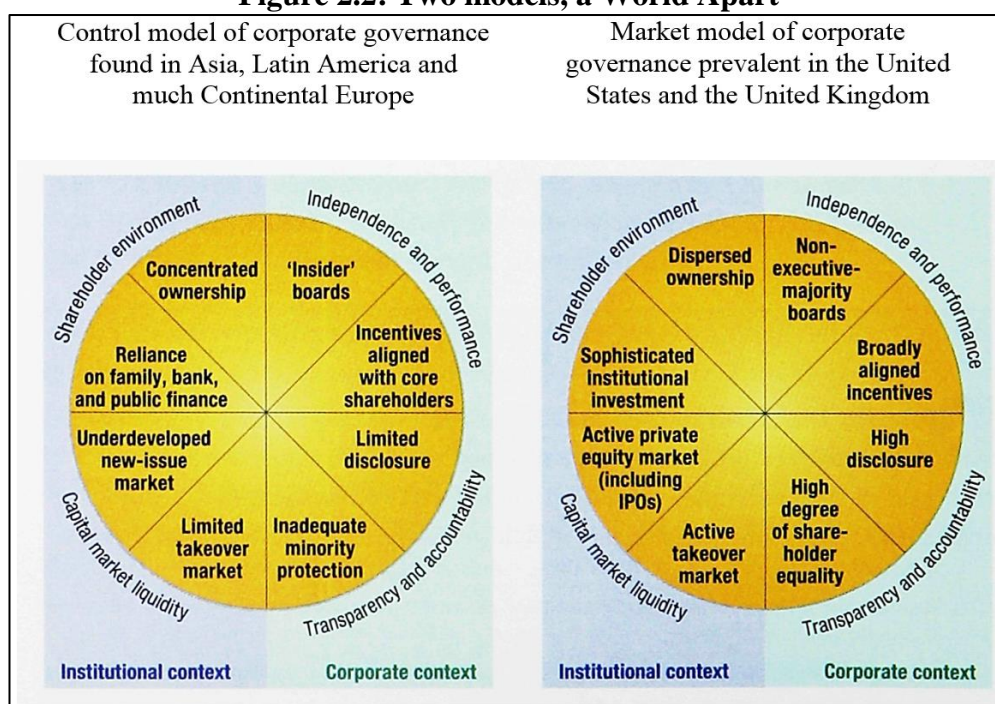 Figure 2.2: Two models, a World Apart
Control model of corporate governance
found in Asia, Latin America and
much Continental Europe
Market model of corporate
governance prevalent in the United
States and the United Kingdom
Shareholder environment
Independence and performance
Concentrated
ownership
‘Insider’
boards
Reliance
on family, bank,
and public finance
Incentives
aligned
with core
shareholders
Underdeveloped
new-issue
market
Limited
disclosure
Limited
takeover
market
Inadequate
minority
protection
Capital market liquidity
Transparency and accountability
Institutional context
Corporate context
Shareholder environment
Independence and performance
Dispersed
ownership
Non-
executive-
majority
boards
Sophisticated
institutional
investment
Broadly
aligned
incentives
Active private
equity market
(including
IPOs)
High
disclosure
Active
takeover
market
High
degree
of share-
holder
equality
Capital market liquidity
Transparency and accountability
Institutional context
Corporate context